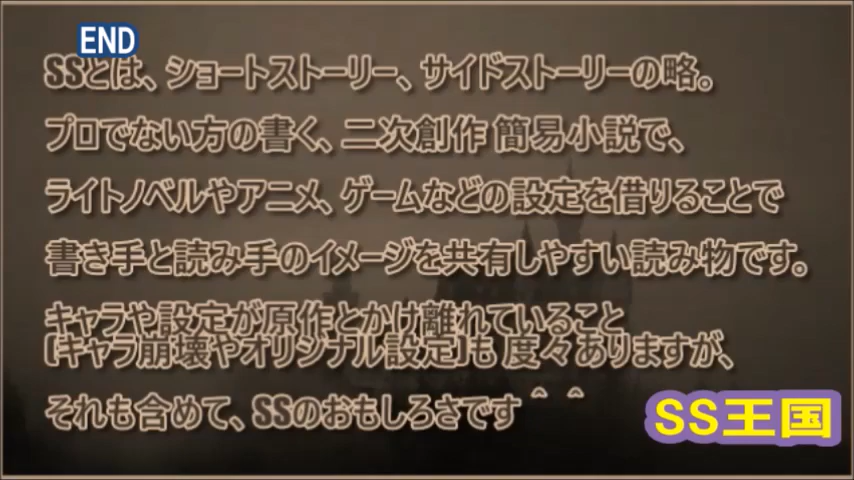 END
SSとは、ショートストーリー、サイドストーリーの略。
プロでない方の書く、二次創作 簡易小説で、
ライトノベルやアニメ、ゲームなどの設定を借りることで
書き手と読み手のイメージを共有しやすい読み物です。
キャラや設定が原作とかけ離れていること
(キャラ崩壊やオリジナル設定)も 度々ありますが、
それも含めて、SSのおもしろさです ＾ ＾
SS王国